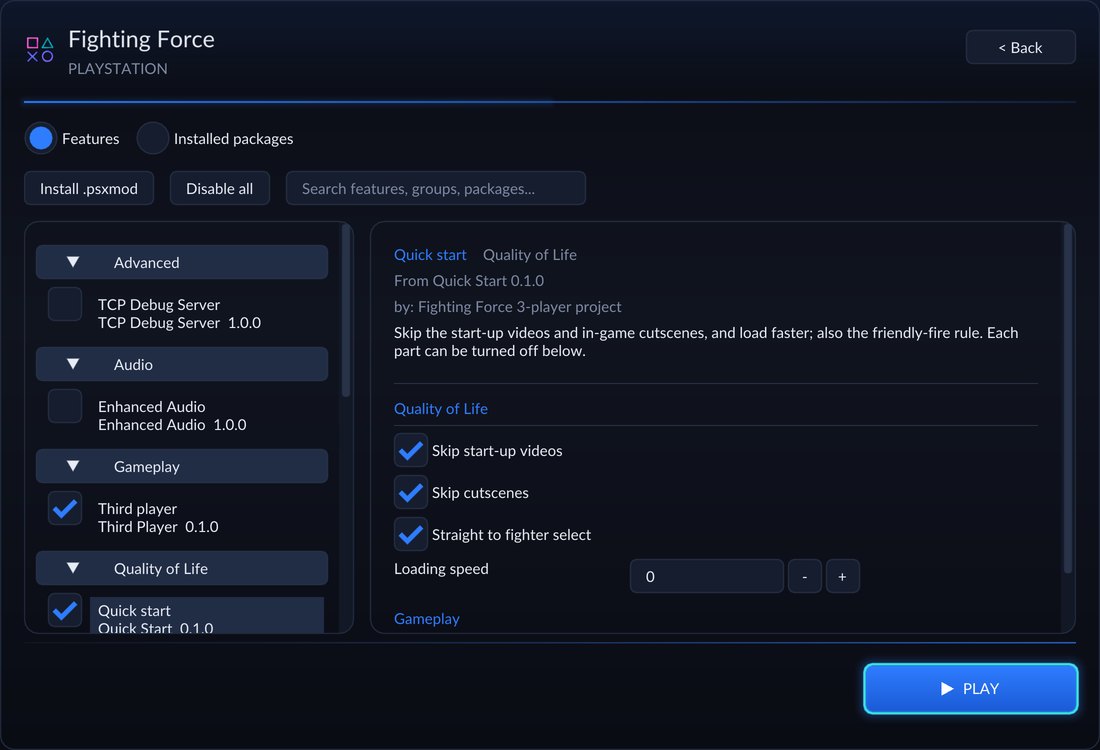 Fighting Force
PLAYSTATION
< Back
Features
Installed packages
Install .psxmod
Disable all
Search features, groups, packages...
Advanced
TCP Debug Server
TCP Debug Server 1.0.0
Audio
Enhanced Audio
Enhanced Audio 1.0.0
Gameplay
Third player
Third Player 0.1.0
Quality of Life
Quick start
Quick Start 0.1.0
Quick start Quality of Life
From Quick Start 0.1.0
by: Fighting Force 3-player project
Skip the start-up videos and in-game cutscenes, and load faster; also the friendly-fire rule. Each
part can be turned off below.
Quality of Life
Skip start-up videos
Skip cutscenes
Straight to fighter select
Loading speed 0 - +
Gameplay
PLAY